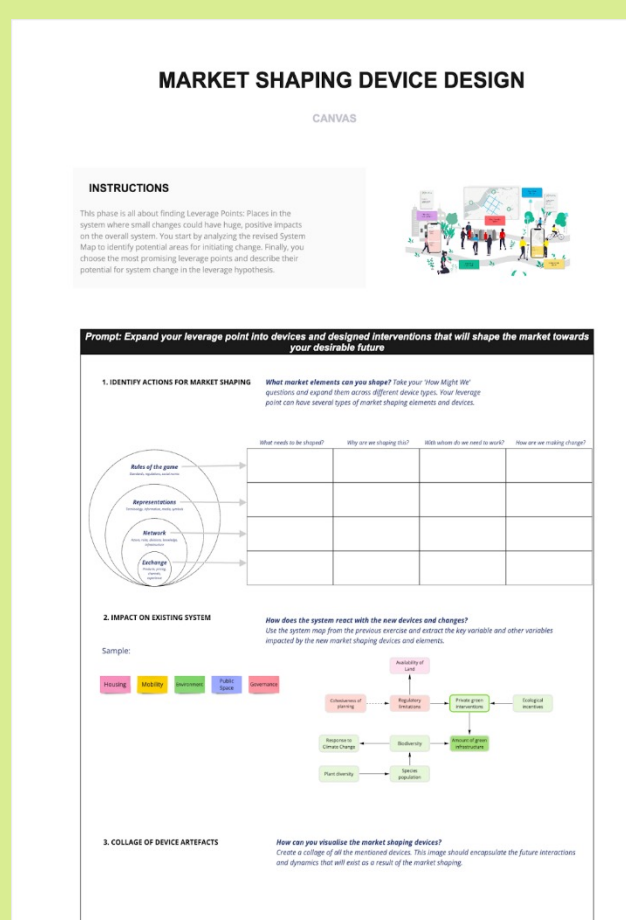 MARKET SHAPING DEVICE DESIGN
CANVAS
INSTRUCTIONS
This phase is all about finding Leverage Points: Places in the
system where small changes could have huge, positive impacts
on the overall system. You start by analyzing the revised System
Map to identify potential areas for initiating change. Finally, you
choose the most promising leverage points and describe their
potential for system change in the leverage hypothesis.
Prompt: Expand your leverage point into devices and designed interventions that will shape the market towards
your desirable future
1. IDENTIFY ACTIONS FOR MARKET SHAPING
What market elements can you shape? Take your 'How Might We'
questions and expand them across different device types. Your leverage
point can have several types of market shaping elements and devices.
What needs to be shaped?
Why are we shaping this?
With whom do we need to work?
How are we making change?
Rules of the game
Representations
Network
Exchange
2. IMPACT ON EXISTING SYSTEM
How does the system react with the new devices and changes?
Use the system map from the previous exercise and extract the key variable and other variables
impacted by the new market shaping devices and elements.
Sample:
Housing
Mobility
Environment
Public
Space
Governance
Availability of
Land
Cohesiveness of
planning
Regulatory
limitations
Private green
interventions
Ecological
incentives
Response to
Climate Change
Biodiversity
Amount of green
infrastructure
Plant diversity
Species
population
3. COLLAGE OF DEVICE ARTEFACTS
How can you visualise the market shaping devices?
Create a collage of all the mentioned devices. This image should encapsulate the future interactions
and dynamics that will exist as a result of the market shaping.